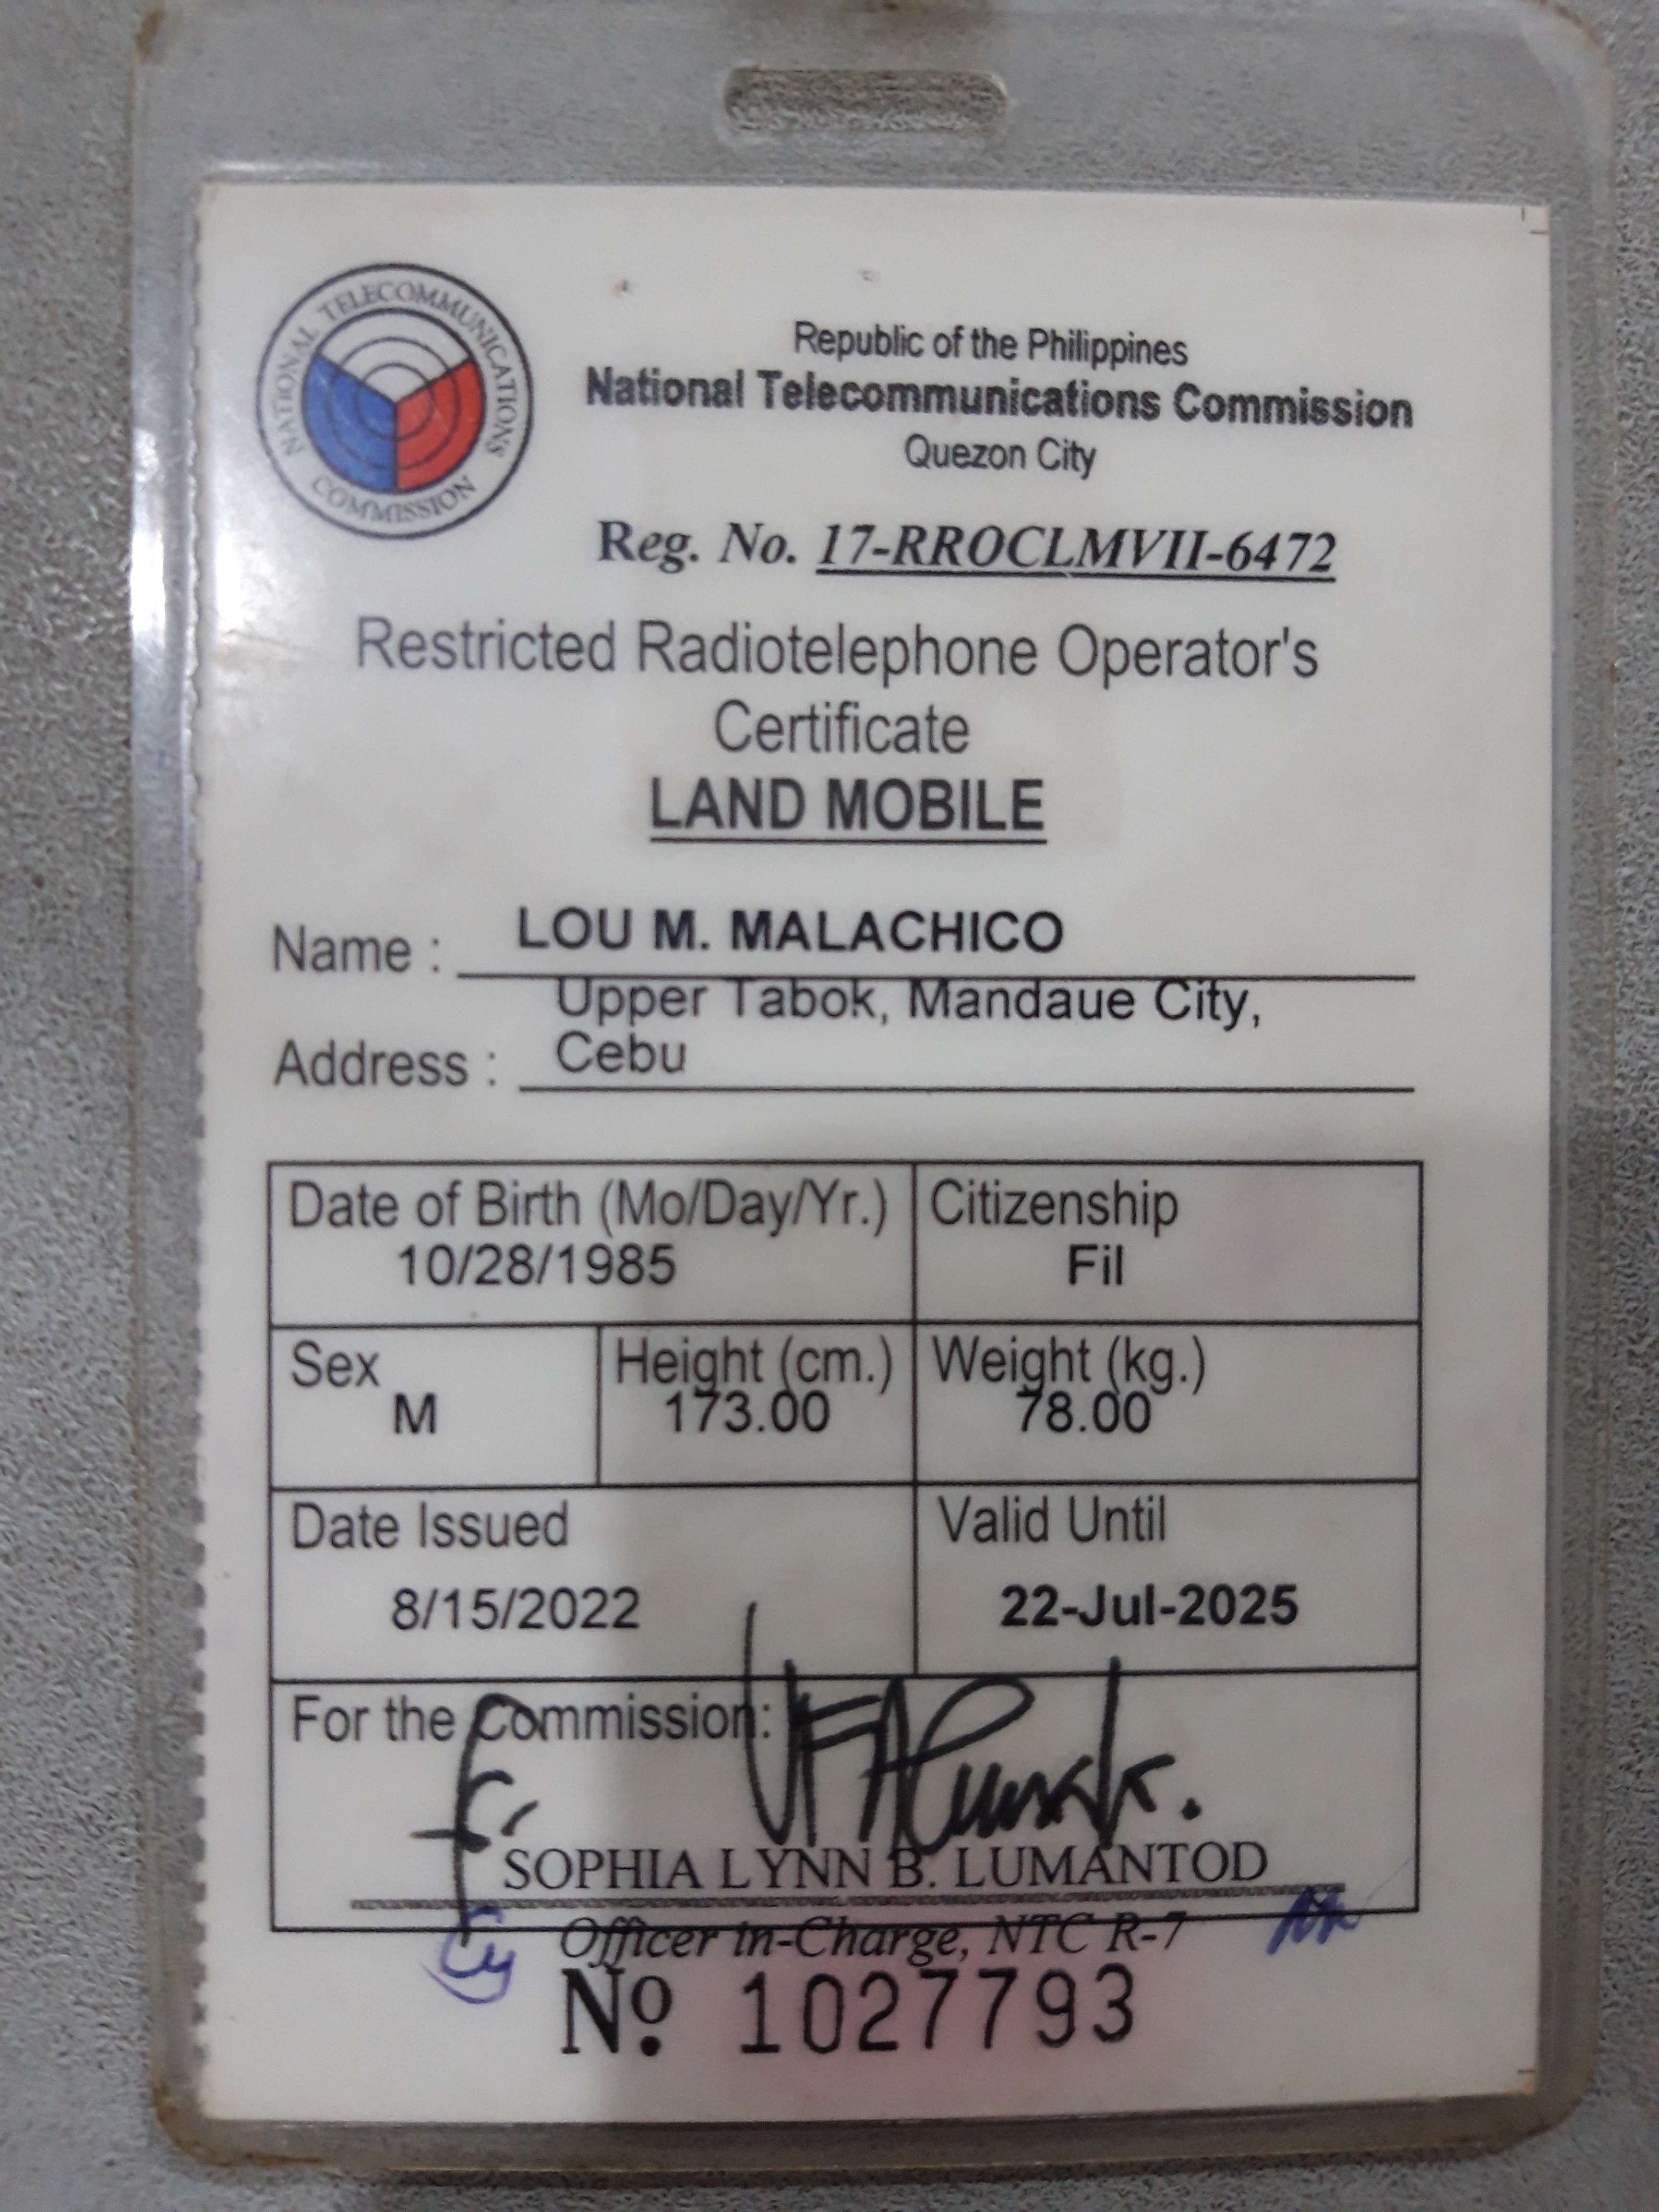 NATIONAL TELECOMMUNICATIONS COMMISSION
Republic of the Philippines
National Telecommunications Commission
Quezon City
Reg. No. 17-RROCLMVII-6472
Restricted Radiotelephone Operator's
Certificate
LAND MOBILE
Name : LOU M. MALACHICO
Upper Tabok, Mandaue City,
Address : Cebu
Date of Birth (Mo/Day/Yr.) Citizenship
10/28/1985 Fil
Sex Height (cm.) Weight (kg.)
M 173.00 78.00
Date Issued Valid Until
8/15/2022 22-Jul-2025
For the Commission:
SOPHIA LYNN B. LUMANTOD
Officer in-Charge, NTC R-7
Nº. 1027793